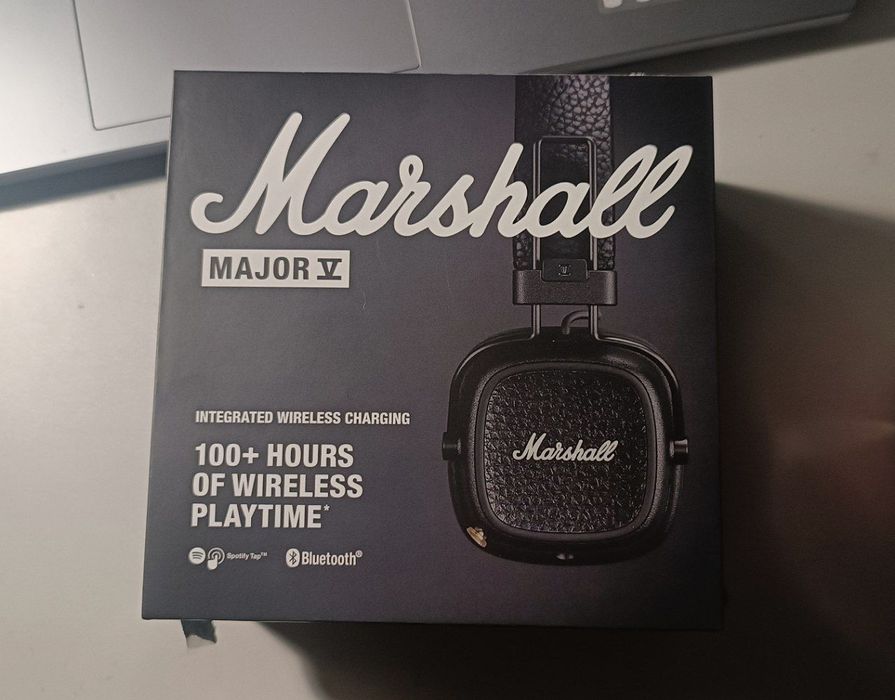 Marshall
MAJOR V
INTEGRATED WIRELESS CHARGING
100+ HOURS
OF WIRELESS
PLAYTIME*
Spotify Tap™
Bluetooth®
Marshall